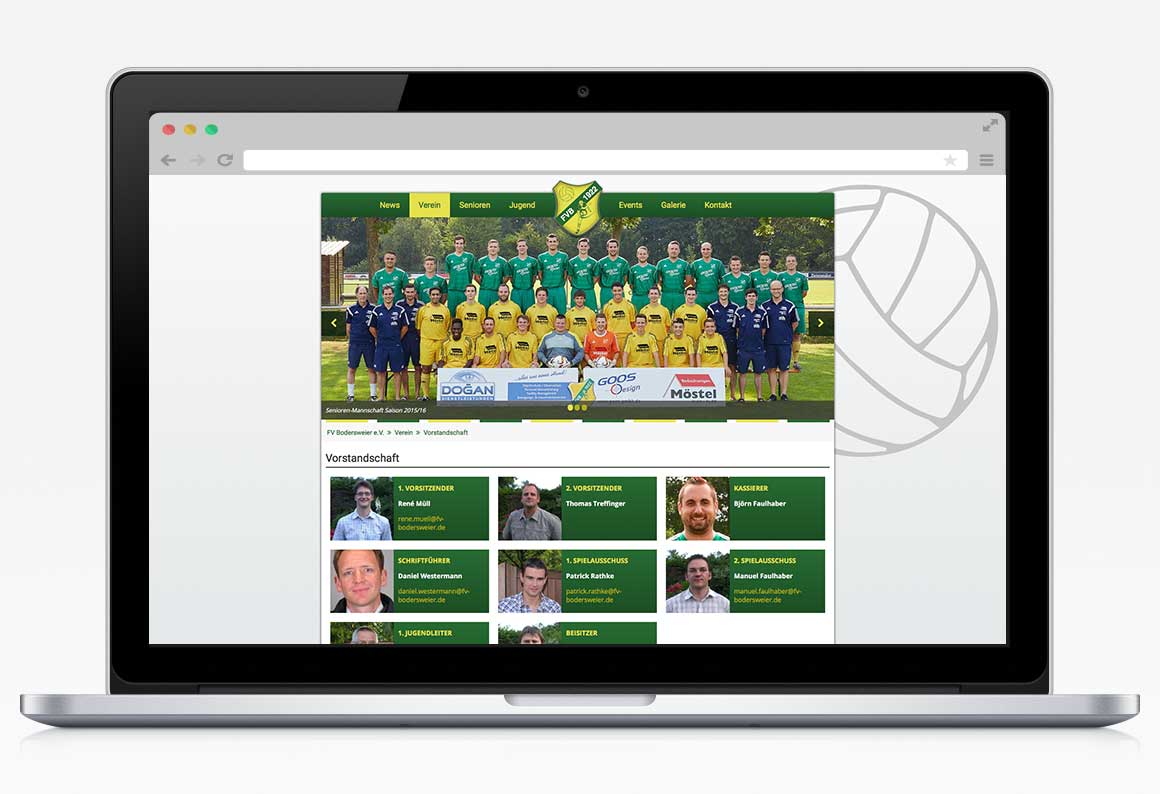 News Verein Senioren Jugend
FVB 1922
Events Galerie Kontakt
DOĞAN
DIENSTLEISTUNGEN
GOOS
Design
Möstel
Senioren-Mannschaft Saison 2015/16
FV Bodersweier e.V. » Verein » Vorstandschaft
Vorstandschaft
1. VORSITZENDER
René Müll
rene.muell@fv-
bodersweier.de
2. VORSITZENDER
Thomas Treffinger
KASSIERER
Björn Faulhaber
SCHRIFTFÜHRER
Daniel Westermann
daniel.westermann@fv-
bodersweier.de
1. SPIELAUSSCHUSS
Patrick Rathke
patrick.rathke@fv-
bodersweier.de
2. SPIELAUSSCHUSS
Manuel Faulhaber
manuel.faulhaber@fv-
bodersweier.de
1. JUGENDLEITER
BEISITZER